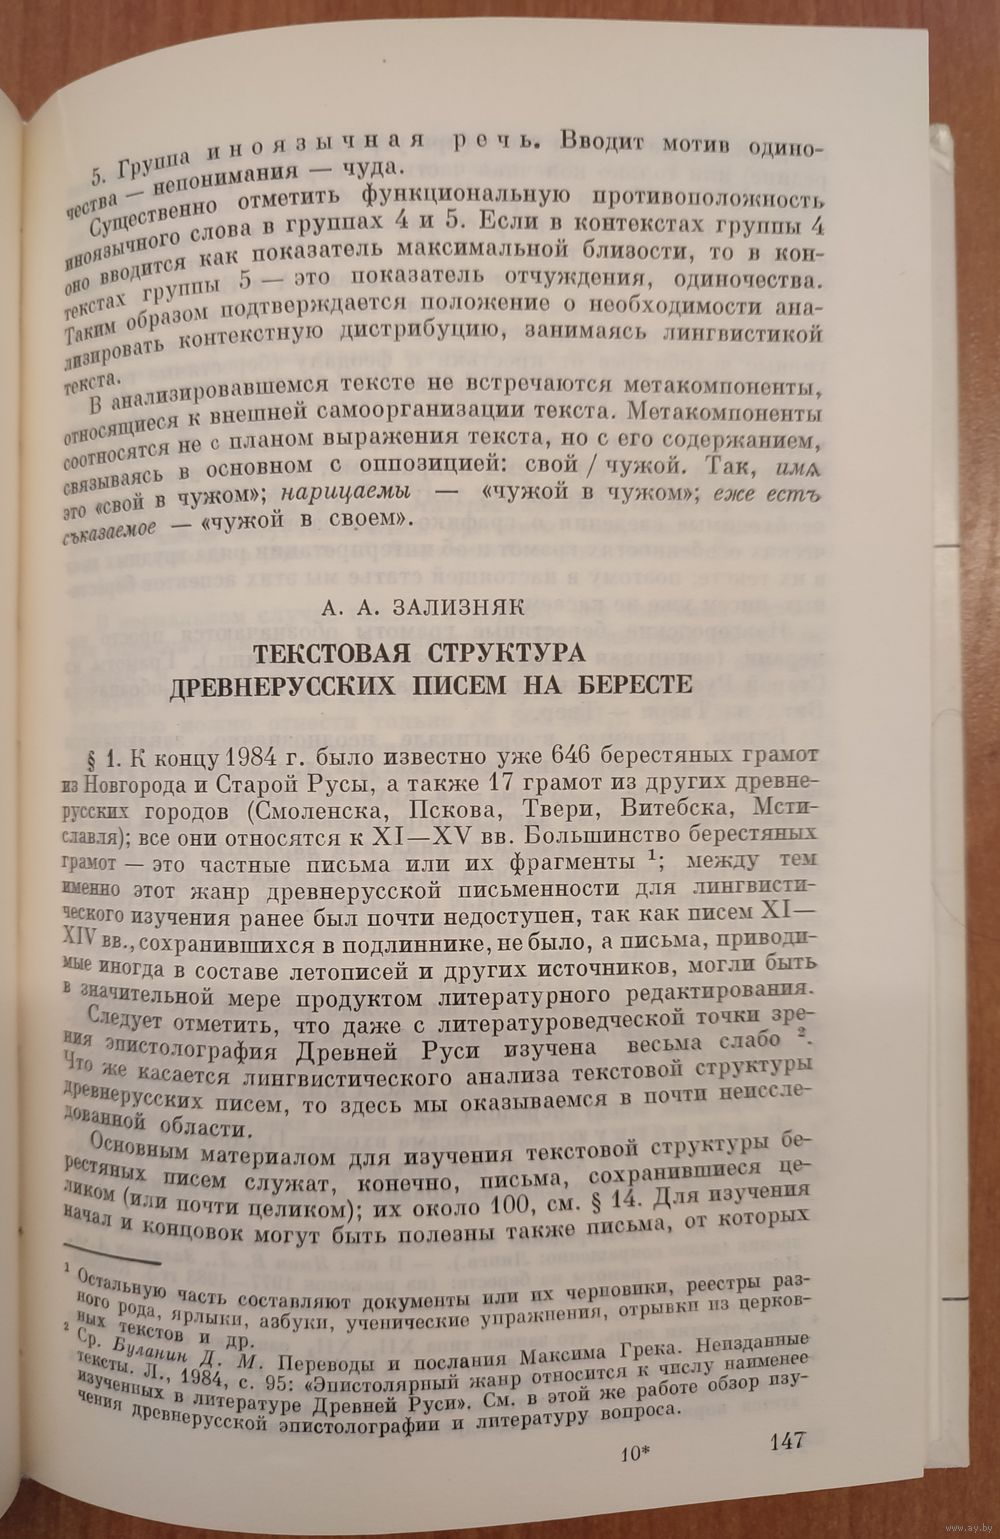 5. Группа иноязычная речь. Вводит мотив одино-
чества — непонимания — чуда.
Существенно отметить функциональную противоположность
иноязычного слова в группах 4 и 5. Если в контекстах группы 4
оно вводится как показатель максимальной близости, то в кон-
текстах группы 5 — это показатель отчуждения, одиночества.
Таким образом подтверждается положение о необходимости ана-
лизировать контекстную дистрибуцию, занимаясь лингвистикой
текста.
В анализировавшемся тексте не встречаются метакомпоненты,
относящиеся к внешней самоорганизации текста. Метакомпоненты
соотносятся не с планом выражения текста, но с его содержанием,
связываясь в основном с оппозицией: свой / чужой. Так, имѧ
это «свой в чужом»; нарицаемы — «чужой в чужом»; еже естъ
съказаемое — «чужой в своем».
А. А. ЗАЛИЗНЯК
ТЕКСТОВАЯ СТРУКТУРА
ДРЕВНЕРУССКИХ ПИСЕМ НА БЕРЕСТЕ
§ 1. К концу 1984 г. было известно уже 646 берестяных грамот
из Новгорода и Старой Русы, а также 17 грамот из других древне-
русских городов (Смоленска, Пскова, Твери, Витебска, Мсти-
славля); все они относятся к XI—XV вв. Большинство берестяных
грамот — это частные письма или их фрагменты ¹; между тем
именно этот жанр древнерусской письменности для лингвисти-
ческого изучения ранее был почти недоступен, так как писем XI—
XIV вв., сохранившихся в подлиннике, не было, а письма, приводи-
мые иногда в составе летописей и других источников, могли быть
в значительной мере продуктом литературного редактирования.
Следует отметить, что даже с литературоведческой точки зре-
ния эпистолография Древней Руси изучена весьма слабо ².
Что же касается лингвистического анализа текстовой структуры
древнерусских писем, то здесь мы оказываемся в почти неиссле-
дованной области.
Основным материалом для изучения текстовой структуры бе-
рестяных писем служат, конечно, письма, сохранившиеся це-
ликом (или почти целиком); их около 100, см. § 14. Для изучения
начал и концовок могут быть полезны также письма, от которых
¹ Остальную часть составляют документы или их черновики, реестры раз-
ного рода, ярлыки, азбуки, ученические упражнения, отрывки из церков-
ных текстов и др.
² Ср. Буланин Д. М. Переводы и послания Максима Грека. Неизданные
тексты. Л., 1984, с. 95: «Эпистолярный жанр относится к числу наименее
изученных в литературе Древней Руси». См. в этой же работе обзор изу-
чения древнерусской эпистолографии и литературу вопроса.
10*
147
www.ay.by